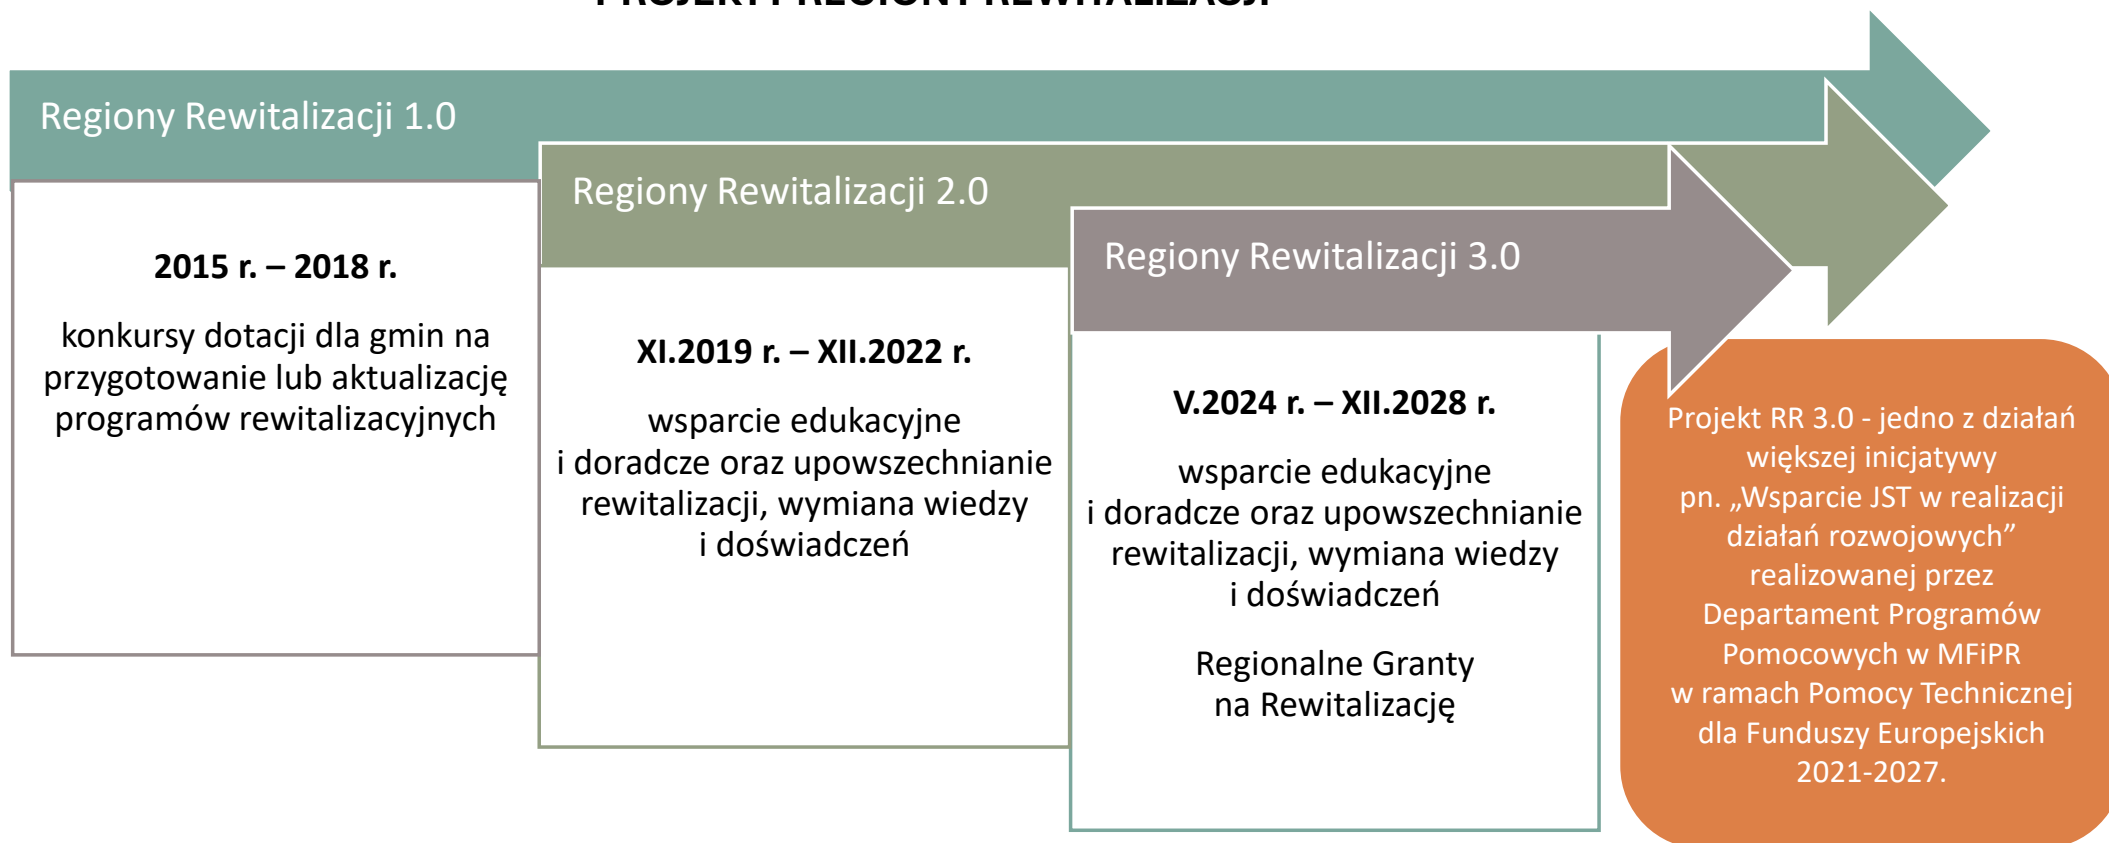 PROJEKTY REGIONY REWITALIZACJI
Regiony Rewitalizacji 1.0
2015 r. – 2018 r.
konkursy dotacji dla gmin na
przygotowanie lub aktualizację
programów rewitalizacyjnych
Regiony Rewitalizacji 2.0
XI.2019 r. – XII.2022 r.
wsparcie edukacyjne
i doradcze oraz upowszechnianie
rewitalizacji, wymiana wiedzy
i doświadczeń
Regiony Rewitalizacji 3.0
V.2024 r. – XII.2028 r.
wsparcie edukacyjne
i doradcze oraz upowszechnianie
rewitalizacji, wymiana wiedzy
i doświadczeń
Regionalne Granty
na Rewitalizację
Projekt RR 3.0 - jedno z działań
większej inicjatywy
pn. „Wsparcie JST w realizacji
działań rozwojowych”
realizowanej przez
Departament Programów
Pomocowych w MFiPR
w ramach Pomocy Technicznej
dla Funduszy Europejskich
2021-2027.